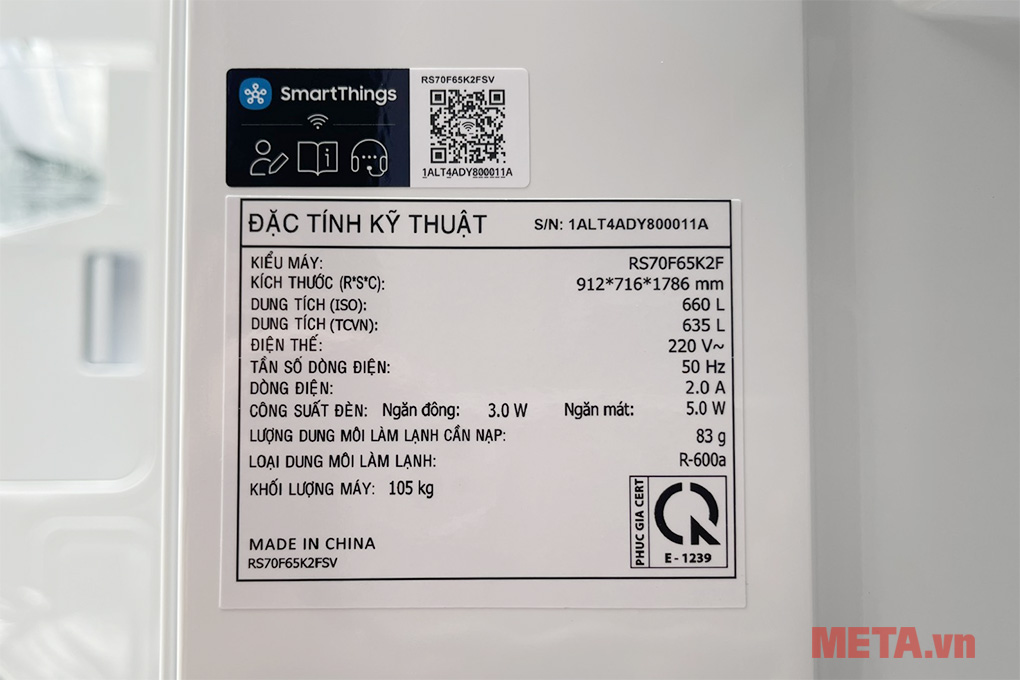 SmartThings
RS70F65K2FSV
1ALT4ADY800011A
ĐẶC TÍNH KỸ THUẬT S/N: 1ALT4ADY800011A
KIỂU MÁY: RS70F65K2F
KÍCH THƯỚC (R*S*C): 912*716*1786 mm
DUNG TÍCH (ISO): 660 L
DUNG TÍCH (TCVN): 635 L
ĐIỆN THẾ: 220 V~
TẦN SỐ DÒNG ĐIỆN: 50 Hz
DÒNG ĐIỆN: 2.0 A
CÔNG SUẤT ĐÈN: Ngăn đông: 3.0 W Ngăn mát: 5.0 W
LƯỢNG DUNG MÔI LÀM LẠNH CẦN NẠP: 83 g
LOẠI DUNG MÔI LÀM LẠNH: R-600a
KHỐI LƯỢNG MÁY: 105 kg
PHUC GIA CERT
E - 1239
MADE IN CHINA
RS70F65K2FSV
META.vn